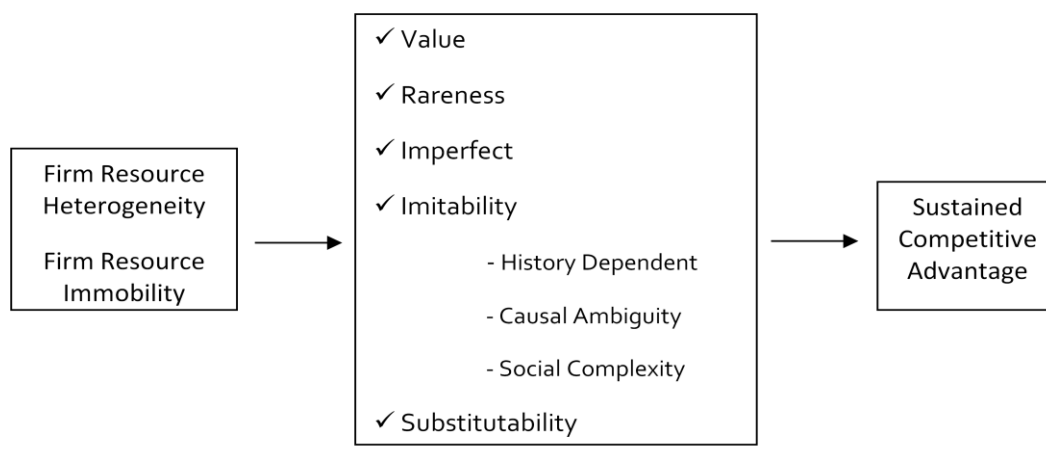 Firm Resource
Heterogeneity
Firm Resource
Immobility
✓ Value
✓ Rareness
✓ Imperfect
✓ Imitability
- History Dependent
- Causal Ambiguity
- Social Complexity
✓ Substitutability
Sustained
Competitive
Advantage